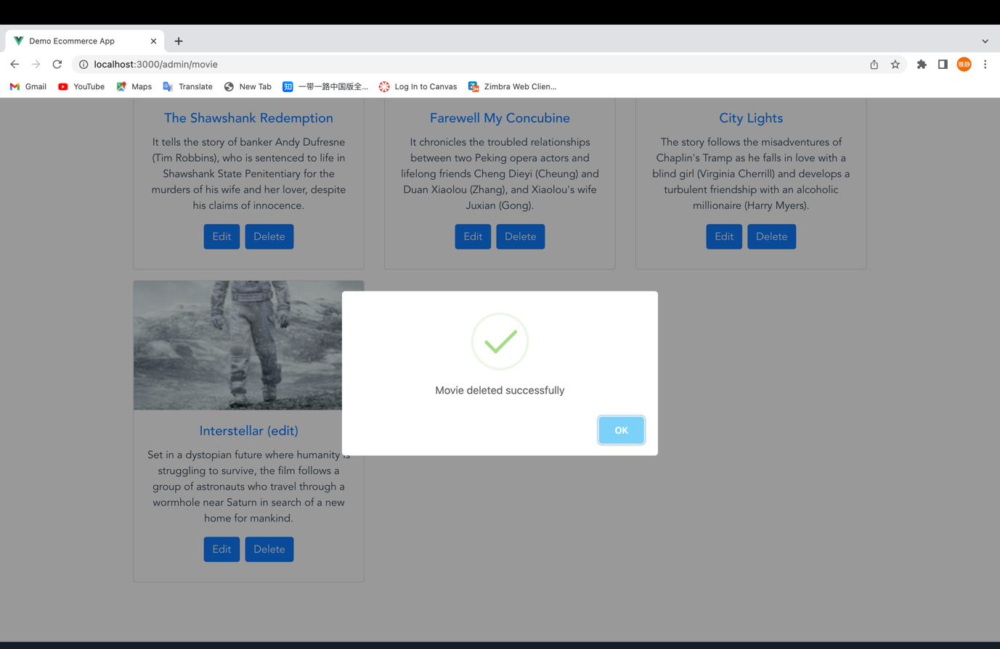 Demo Ecommerce App
localhost:3000/admin/movie
雅静
Gmail YouTube Maps Translate New Tab 知 一带一路中国版全... Log In to Canvas Zimbra Web Clien...
The Shawshank Redemption
It tells the story of banker Andy Dufresne
(Tim Robbins), who is sentenced to life in
Shawshank State Penitentiary for the
murders of his wife and her lover, despite
his claims of innocence.
Edit Delete
Farewell My Concubine
It chronicles the troubled relationships
between two Peking opera actors and
lifelong friends Cheng Dieyi (Cheung) and
Duan Xiaolou (Zhang), and Xiaolou's wife
Juxian (Gong).
Edit Delete
City Lights
The story follows the misadventures of
Chaplin's Tramp as he falls in love with a
blind girl (Virginia Cherrill) and develops a
turbulent friendship with an alcoholic
millionaire (Harry Myers).
Edit Delete
Interstellar (edit)
Set in a dystopian future where humanity is
struggling to survive, the film follows a
group of astronauts who travel through a
wormhole near Saturn in search of a new
home for mankind.
Edit Delete
Movie deleted successfully
OK